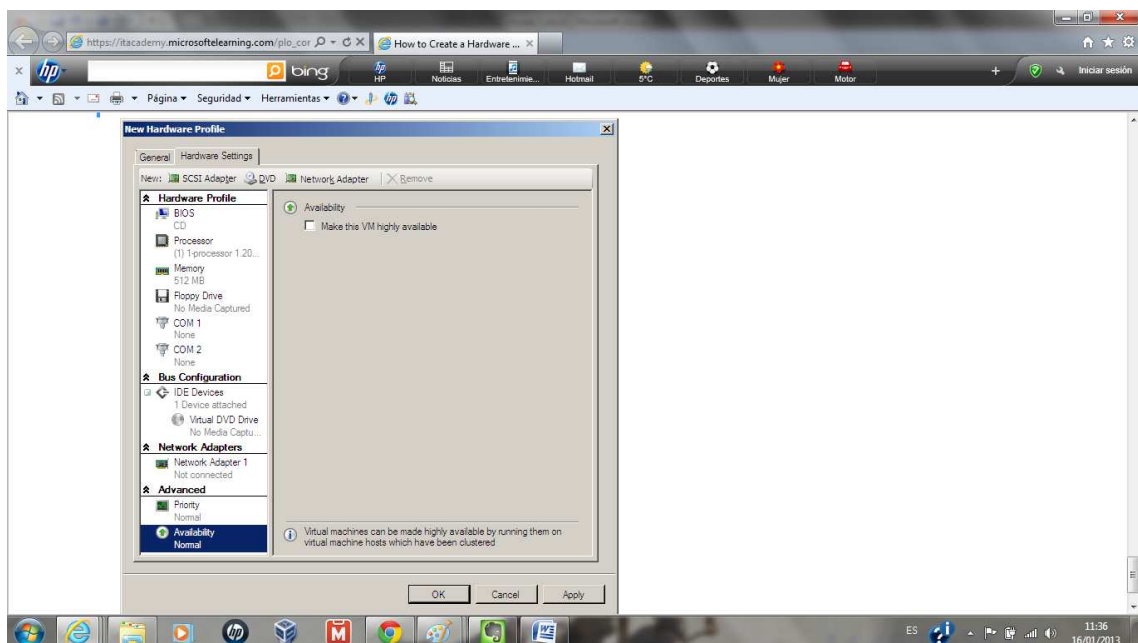 https://itacademy.microsoftelearning.com/plo_cor
How to Create a Hardware ...
hp
bing
HP
Noticias
Entretenimie...
Hotmail
5°C
Deportes
Mujer
Motor
Iniciar sesión
Página Seguridad Herramientas
New Hardware Profile
General Hardware Settings
New: SCSI Adapter DVD Network Adapter Remove
Hardware Profile
BIOS
CD
Processor
(1) 1-processor 1.20...
Memory
512 MB
Floppy Drive
No Media Captured
COM 1
None
COM 2
None
Bus Configuration
IDE Devices
1 Device attached
Virtual DVD Drive
No Media Captu...
Network Adapters
Network Adapter 1
Not connected
Advanced
Priority
Normal
Availability
Normal
Availability
Make this VM highly available
Virtual machines can be made highly available by running them on
virtual machine hosts which have been clustered
OK Cancel Apply
ES
11:36
16/01/2013